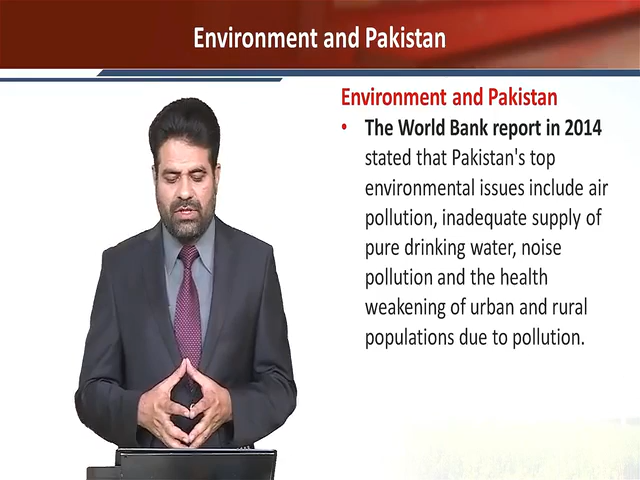 Environment and Pakistan
Environment and Pakistan
• The World Bank report in 2014
stated that Pakistan's top
environmental issues include air
pollution, inadequate supply of
pure drinking water, noise
pollution and the health
weakening of urban and rural
populations due to pollution.